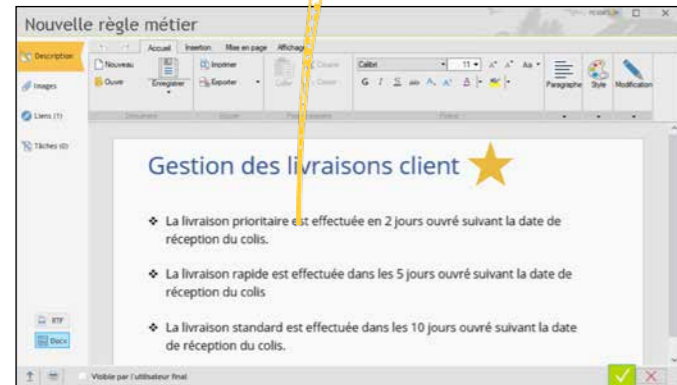 Nouvelle règle métier
Description
Images
Liens (1)
Tâches (0)
Accueil Insertion Mise en page Affichage
Nouveau
Ouvrir
Enregistrer
Imprimer
Exporter
Calibri 11
G I S ab A
Aa
Paragraphe Style Modification
Gestion des livraisons client
❖ La livraison prioritaire est effectuée en 2 jours ouvré suivant la date de
réception du colis.
❖ La livraison rapide est effectuée dans les 5 jours ouvré suivant la date de
réception du colis
❖ La livraison standard est effectuée dans les 10 jours ouvré suivant la date
de réception du colis.
RTF
Docx
Visible par l'utilisateur final